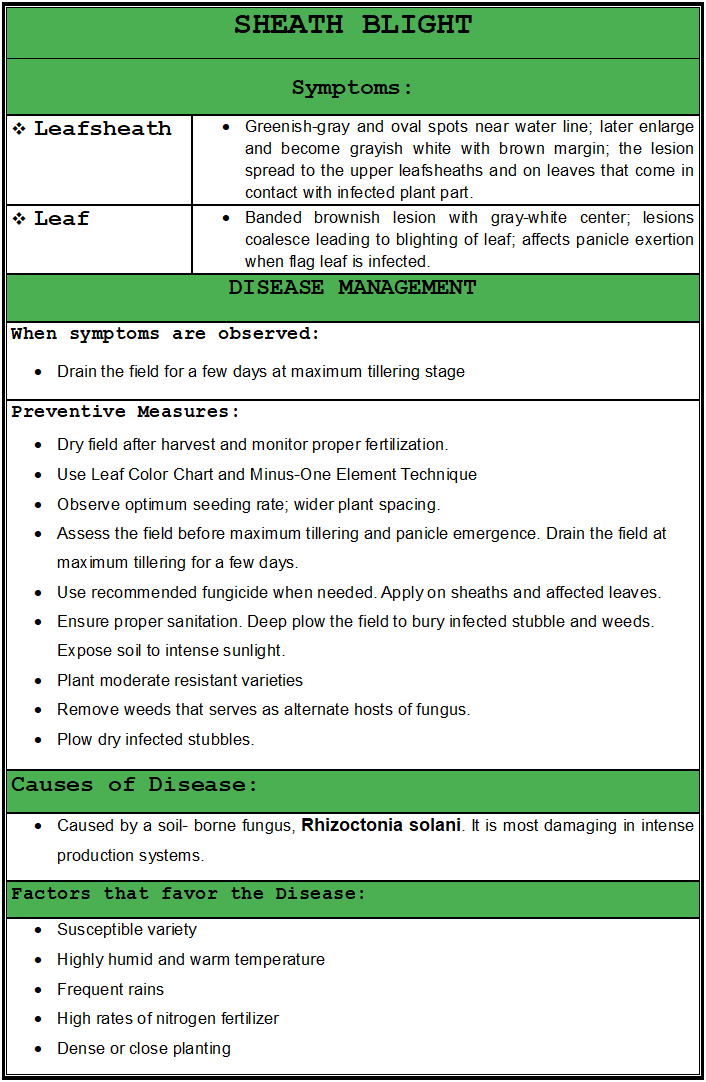 SHEATH BLIGHT
Symptoms:
❖ Leafsheath
• Greenish-gray and oval spots near water line; later enlarge
and become grayish white with brown margin; the lesion
spread to the upper leafsheaths and on leaves that come in
contact with infected plant part.
❖ Leaf
• Banded brownish lesion with gray-white center; lesions
coalesce leading to blighting of leaf; affects panicle exertion
when flag leaf is infected.
DISEASE MANAGEMENT
When symptoms are observed:
• Drain the field for a few days at maximum tillering stage
Preventive Measures:
• Dry field after harvest and monitor proper fertilization.
• Use Leaf Color Chart and Minus-One Element Technique
• Observe optimum seeding rate; wider plant spacing.
• Assess the field before maximum tillering and panicle emergence. Drain the field at
maximum tillering for a few days.
• Use recommended fungicide when needed. Apply on sheaths and affected leaves.
• Ensure proper sanitation. Deep plow the field to bury infected stubble and weeds.
Expose soil to intense sunlight.
• Plant moderate resistant varieties
• Remove weeds that serves as alternate hosts of fungus.
• Plow dry infected stubbles.
Causes of Disease:
• Caused by a soil- borne fungus, Rhizoctonia solani. It is most damaging in intense
production systems.
Factors that favor the Disease:
• Susceptible variety
• Highly humid and warm temperature
• Frequent rains
• High rates of nitrogen fertilizer
• Dense or close planting